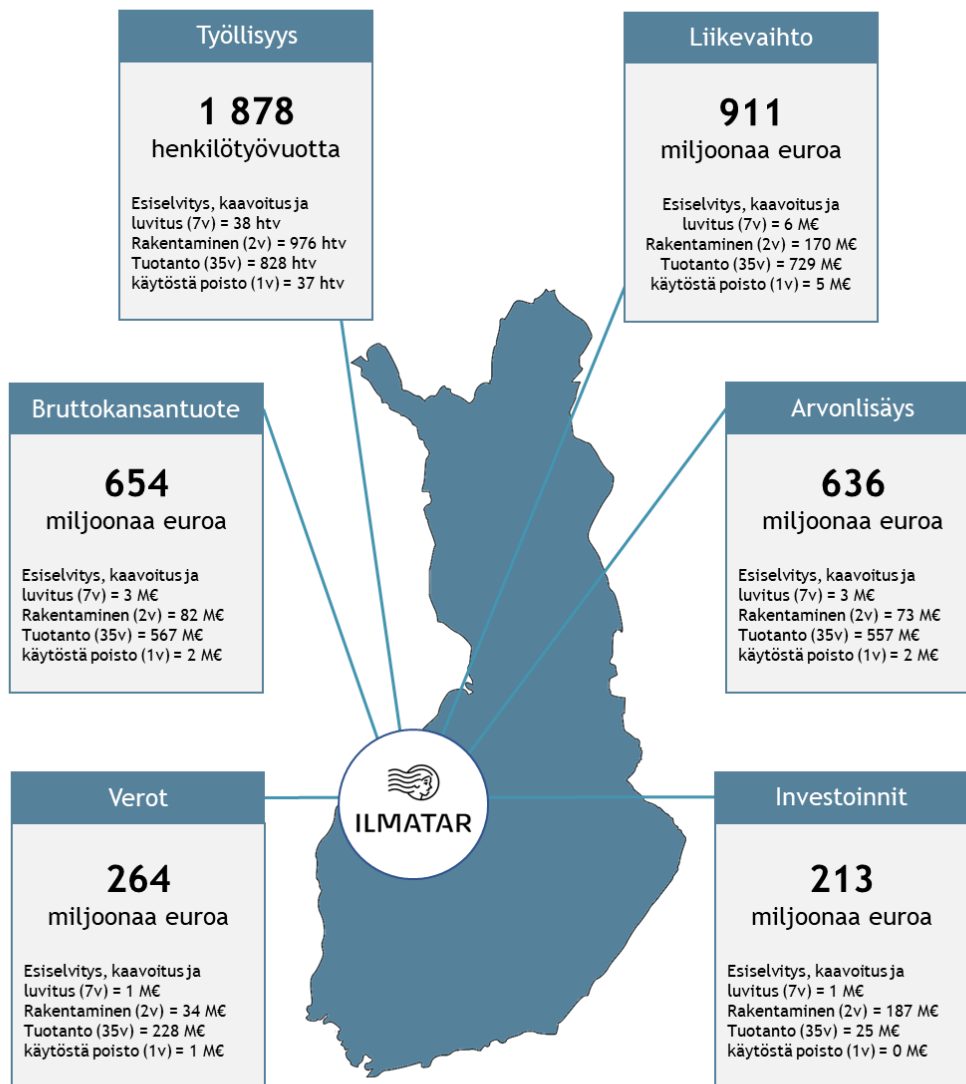 Työllisyys
1 878
henkilötyövuotta
Esiselvitys, kaavoitus ja
luvitus (7v) = 38 htv
Rakentaminen (2v) = 976 htv
Tuotanto (35v) = 828 htv
käytöstä poisto (1v) = 37 htv
Liikevaihto
911
miljoonaa euroa
Esiselvitys, kaavoitus ja
luvitus (7v) = 6 M€
Rakentaminen (2v) = 170 M€
Tuotanto (35v) = 729 M€
käytöstä poisto (1v) = 5 M€
Bruttokansantuote
654
miljoonaa euroa
Esiselvitys, kaavoitus ja
luvitus (7v) = 3 M€
Rakentaminen (2v) = 82 M€
Tuotanto (35v) = 567 M€
käytöstä poisto (1v) = 2 M€
Arvonlisäys
636
miljoonaa euroa
Esiselvitys, kaavoitus ja
luvitus (7v) = 3 M€
Rakentaminen (2v) = 73 M€
Tuotanto (35v) = 557 M€
käytöstä poisto (1v) = 2 M€
ILMATAR
Verot
264
miljoonaa euroa
Esiselvitys, kaavoitus ja
luvitus (7v) = 1 M€
Rakentaminen (2v) = 34 M€
Tuotanto (35v) = 228 M€
käytöstä poisto (1v) = 1 M€
Investoinnit
213
miljoonaa euroa
Esiselvitys, kaavoitus ja
luvitus (7v) = 1 M€
Rakentaminen (2v) = 187 M€
Tuotanto (35v) = 25 M€
käytöstä poisto (1v) = 0 M€